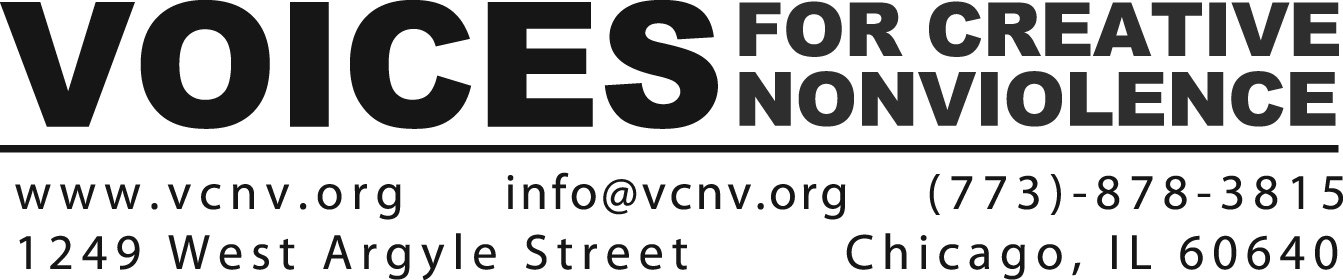 VOICES FOR CREATIVE
NONVIOLENCE
www.vcnv.org info@vcnv.org (773)-878-3815
1249 West Argyle Street Chicago, IL 60640